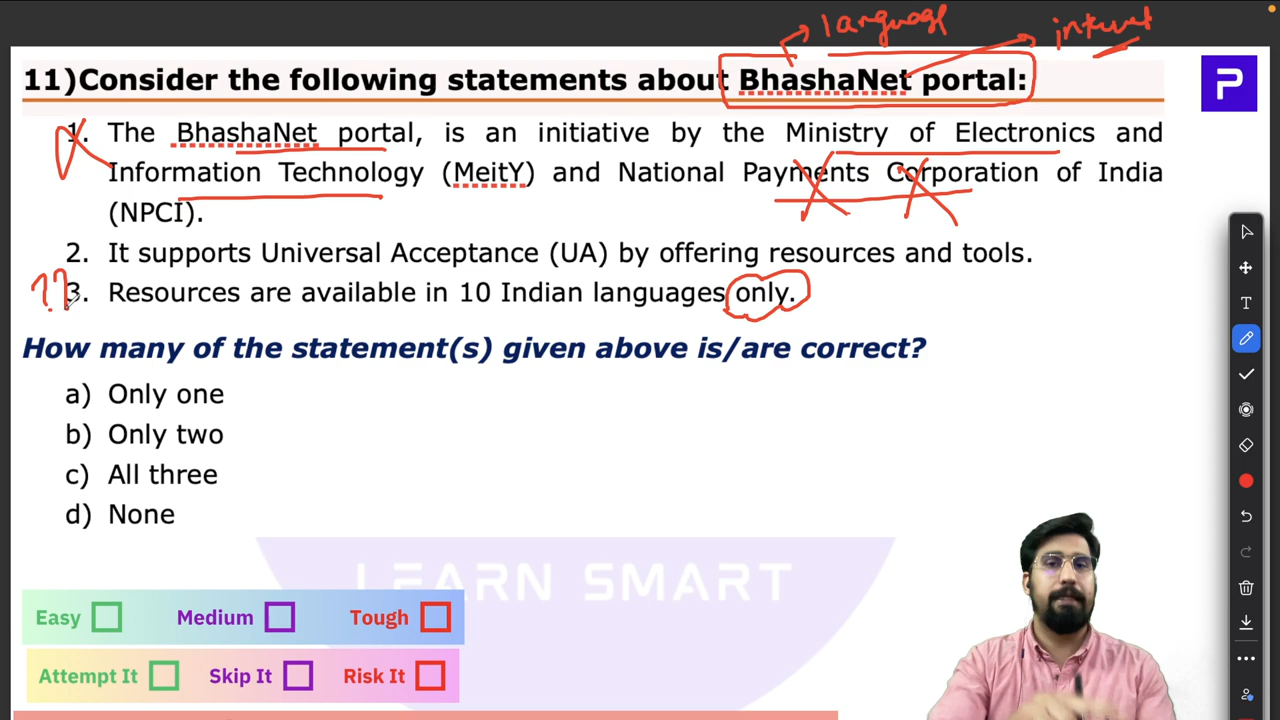 language
internet
11)Consider the following statements about BhashaNet portal:
1. The BhashaNet portal, is an initiative by the Ministry of Electronics and
Information Technology (MeitY) and National Payments Corporation of India
(NPCI).
2. It supports Universal Acceptance (UA) by offering resources and tools.
??
3. Resources are available in 10 Indian languages only.
How many of the statement(s) given above is/are correct?
a) Only one
b) Only two
c) All three
d) None
LEARN SMART
Easy Medium Tough
Attempt It Skip It Risk It
P
T